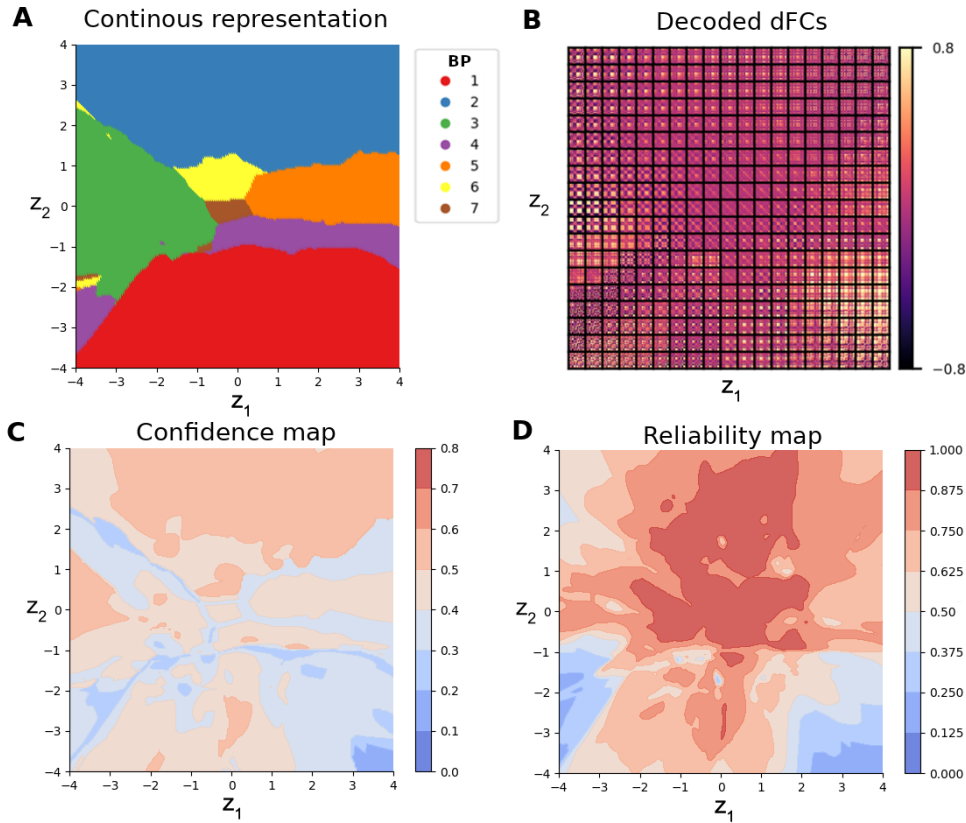 A
Continous representation
4
3
2
1
0
−1
−2
−3
−4
z2
−4 −3 −2 −1 0 1 2 3 4
z1
BP
1
2
3
4
5
6
7
B
Decoded dFCs
z2
z1
0.8
−0.8
C
Confidence map
4
3
2
1
0
−1
−2
−3
−4
z2
−4 −3 −2 −1 0 1 2 3 4
z1
0.8
0.7
0.6
0.5
0.4
0.3
0.2
0.1
0.0
D
Reliability map
4
3
2
1
0
−1
−2
−3
−4
z2
−4 −3 −2 −1 0 1 2 3 4
z1
1.000
0.875
0.750
0.625
0.50
0.375
0.250
0.125
0.000